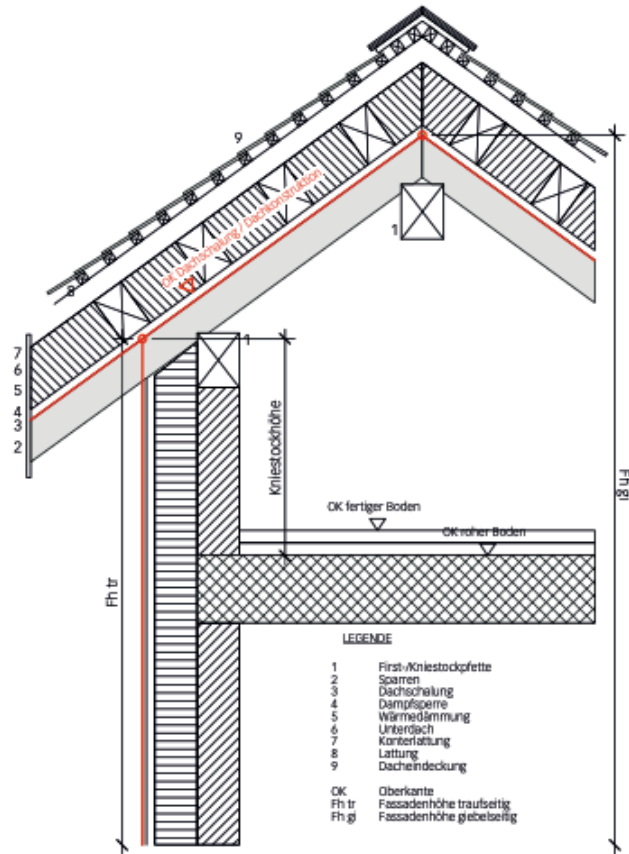 1
9
OK Dachschalung / Dachkonstruktion
8
1
1
7
6
5
4
3
2
Kniestockhöhe
Fh gi
OK fertiger Boden
OK roher Boden
Fh tr
LEGENDE
1 First-/Kniestockpfette
2 Sparren
3 Dachschalung
4 Dampfsperre
5 Wärmedämmung
6 Unterdach
7 Konterlattung
8 Lattung
9 Dacheindeckung
OK Oberkante
Fh tr Fassadenhöhe traufseitig
Fh gi Fassadenhöhe giebelseitig